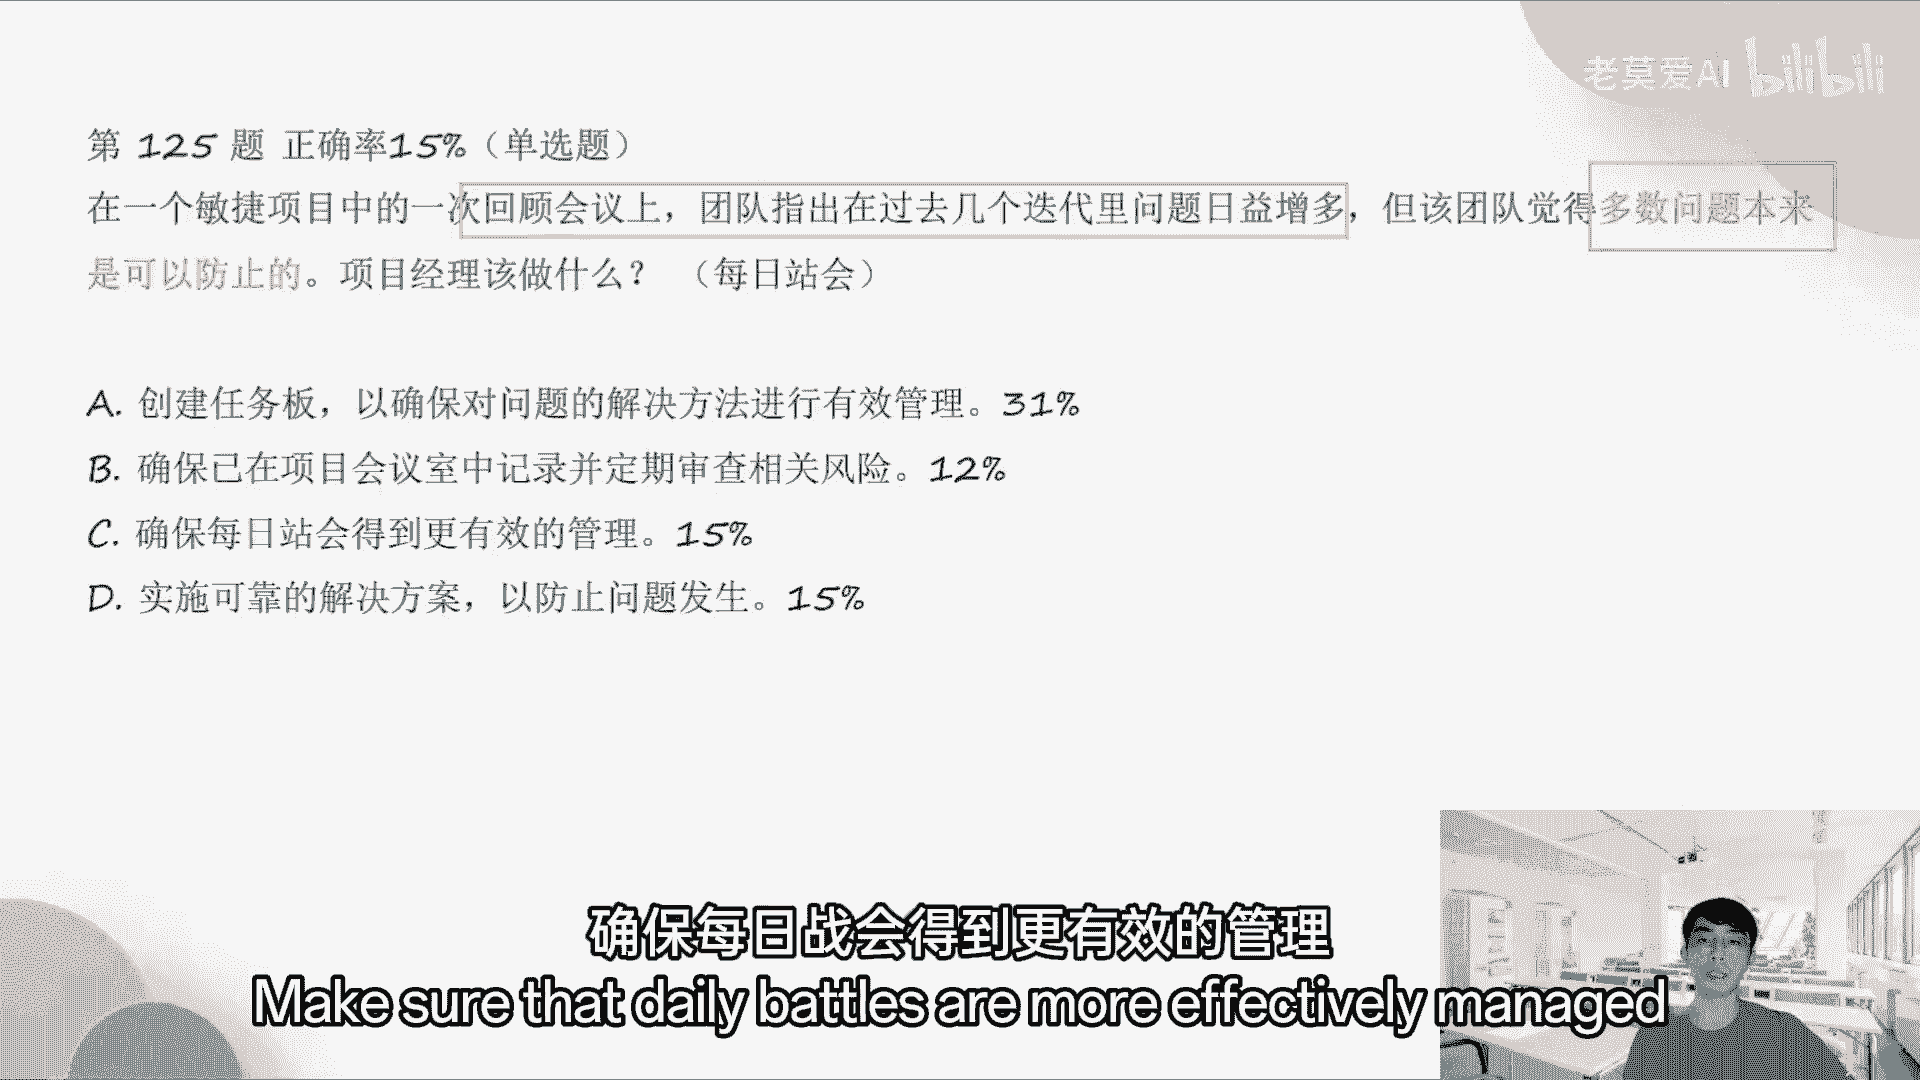 老莫爱AI bilibili
第 125 题 正确率15%（单选题）
在一个敏捷项目中的一次回顾会议上，团队指出在过去几个迭代里问题日益增多，但该团队觉得多数问题本来
是可以防止的。项目经理该做什么？ （每日站会）
A. 创建任务板，以确保对问题的解决方法进行有效管理。31%
B. 确保已在项目会议室中记录并定期审查相关风险。12%
C. 确保每日站会得到更有效的管理。15%
D. 实施可靠的解决方案，以防止问题发生。15%
确保每日战会得到更有效的管理
Make sure that daily battles are more effectively managed